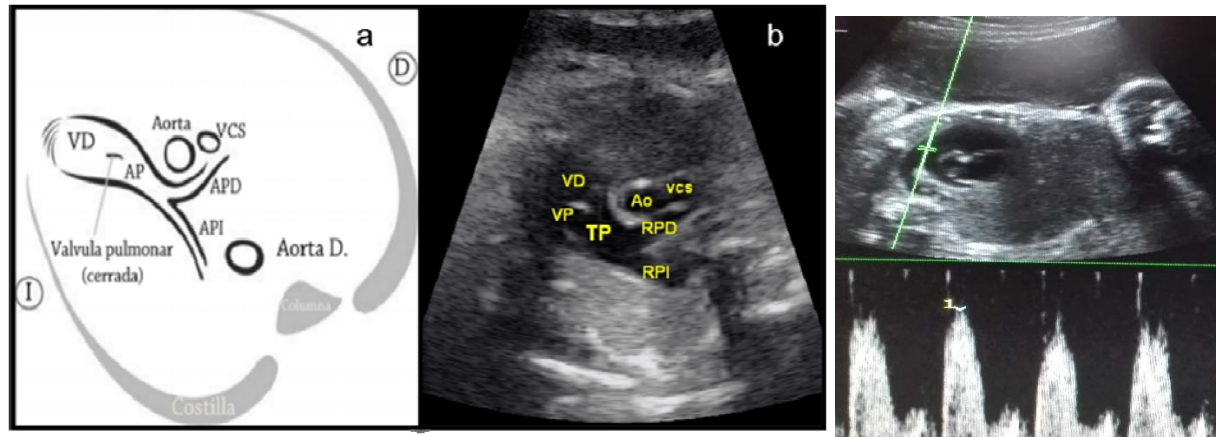 a
D
Aorta
VCS
VD
AP
APD
API
Valvula pulmonar
(cerrada)
Aorta D.
I
Columna
Costilla
b
VD
Ao
vcs
VP
TP
RPD
RPI
1